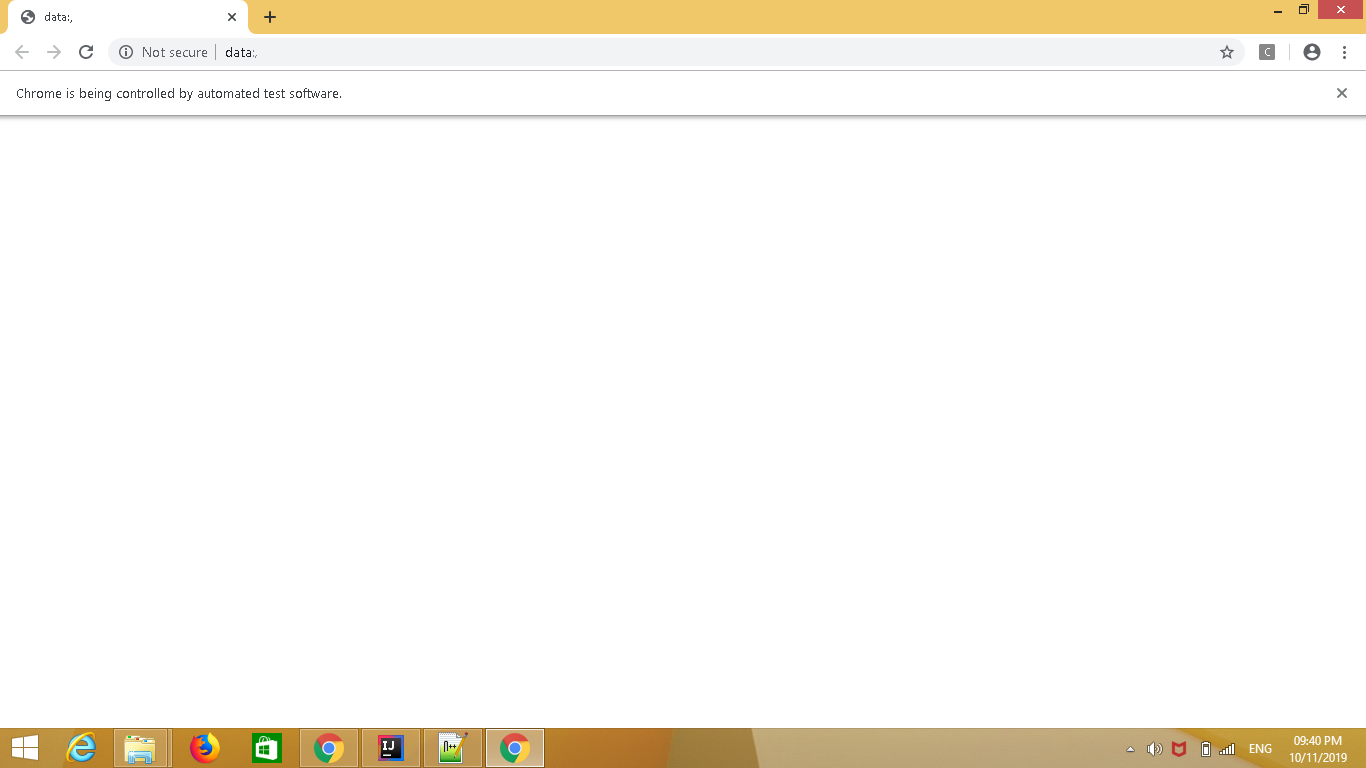 data:,
Not secure
data:,
C
Chrome is being controlled by automated test software.
IJ
N++
ENG
09:40 PM
10/11/2019